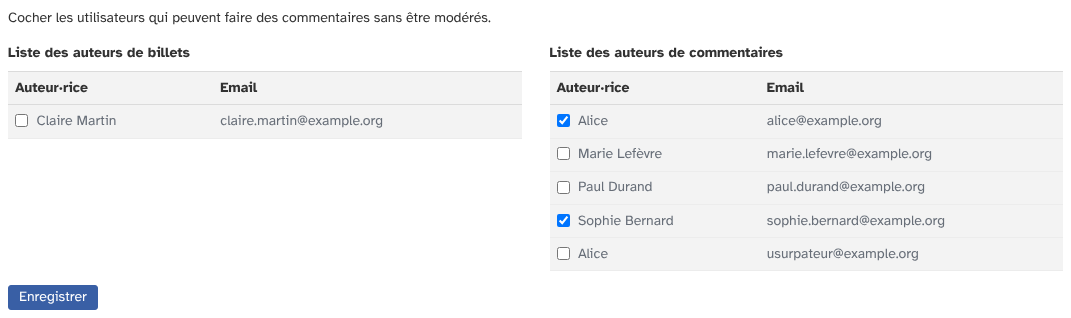 Cocher les utilisateurs qui peuvent faire des commentaires sans être modérés.
Liste des auteurs de billets
Auteur·rice Email
Claire Martin claire.martin@example.org
Liste des auteurs de commentaires
Auteur·rice Email
Alice alice@example.org
Marie Lefèvre marie.lefevre@example.org
Paul Durand paul.durand@example.org
Sophie Bernard sophie.bernard@example.org
Alice usurpateur@example.org
Enregistrer